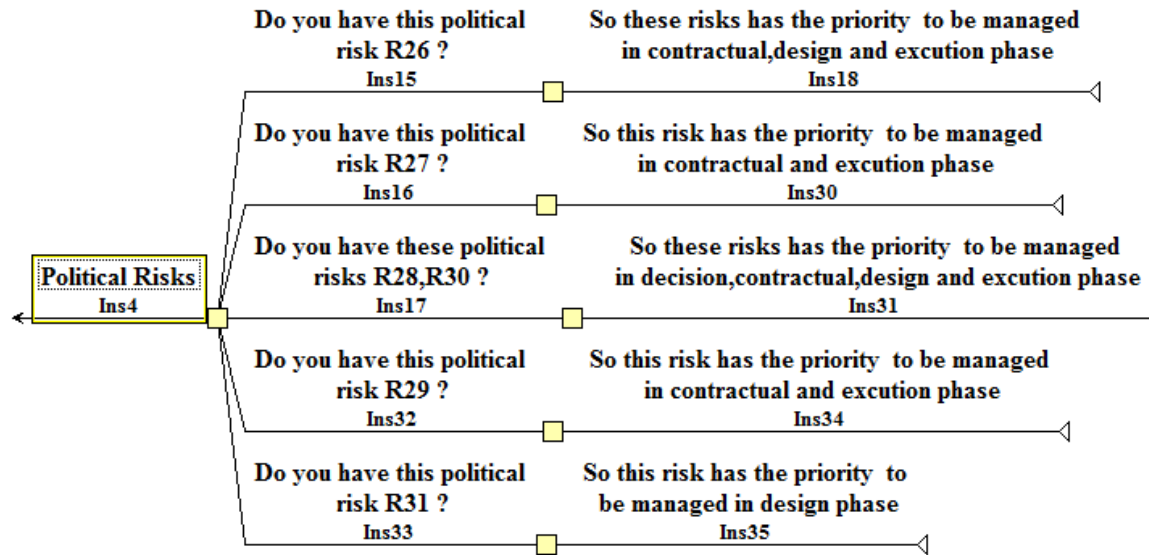 Do you have this political
risk R26 ?
Ins15
So these risks has the priority to be managed
in contractual,design and excution phase
Ins18
Do you have this political
risk R27 ?
Ins16
So this risk has the priority to be managed
in contractual and excution phase
Ins30
Political Risks
Ins4
Do you have these political
risks R28,R30 ?
Ins17
So these risks has the priority to be managed
in decision,contractual,design and excution phase
Ins31
Do you have this political
risk R29 ?
Ins32
So this risk has the priority to be managed
in contractual and excution phase
Ins34
Do you have this political
risk R31 ?
Ins33
So this risk has the priority to
be managed in design phase
Ins35